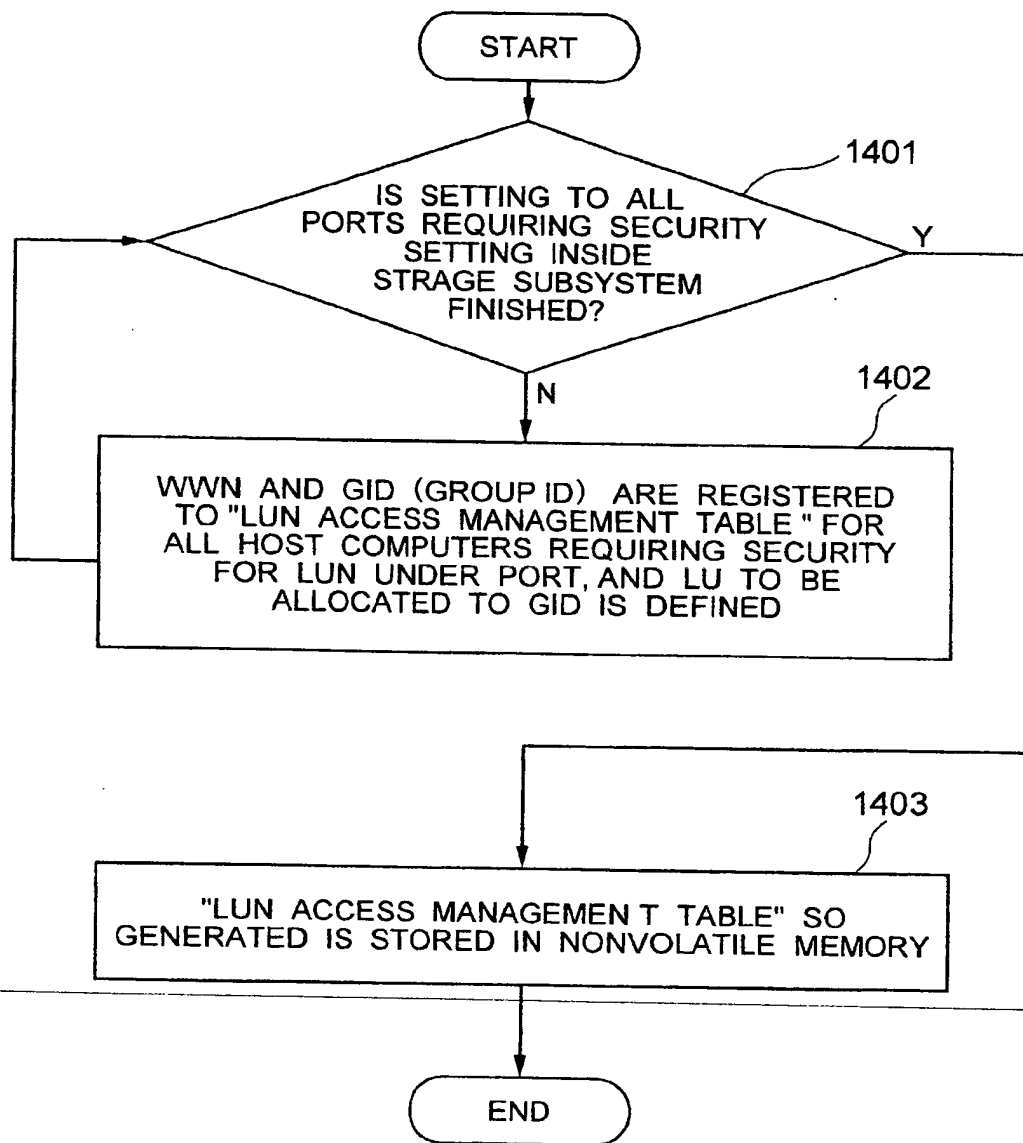 START
1401
IS SETTING TO ALL
PORTS REQUIRING SECURITY
SETTING INSIDE
STRAGE SUBSYSTEM
FINISHED?
Y
N
1402
WWN AND GID (GROUP ID) ARE REGISTERED
TO "LUN ACCESS MANAGEMENT TABLE" FOR
ALL HOST COMPUTERS REQUIRING SECURITY
FOR LUN UNDER PORT, AND LU TO BE
ALLOCATED TO GID IS DEFINED
1403
"LUN ACCESS MANAGEMENT TABLE" SO
GENERATED IS STORED IN NONVOLATILE MEMORY
END